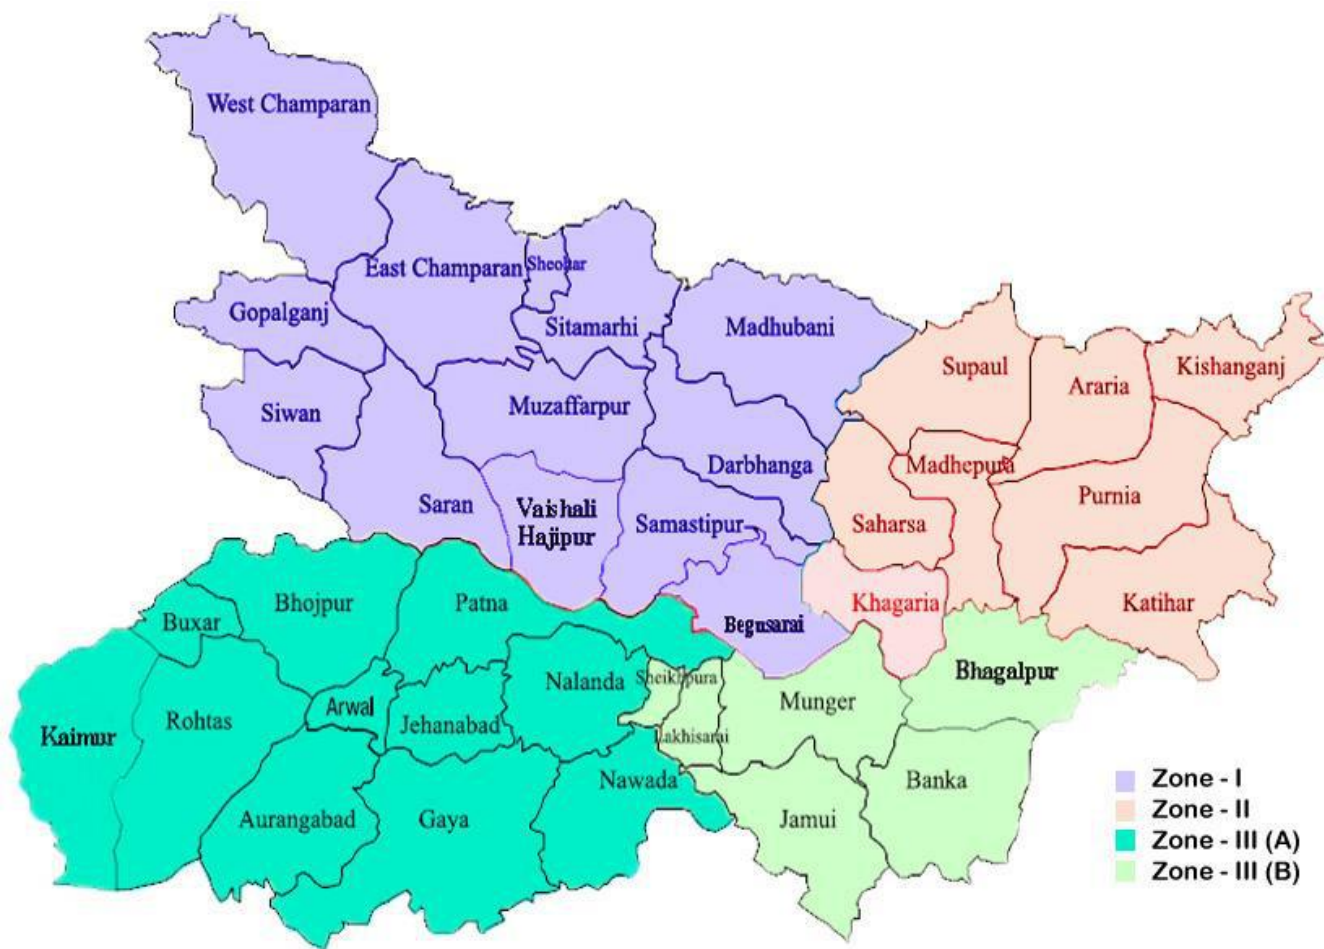 West Champaran
East Champaran
Sheohar
Gopalganj
Sitamarhi
Madhubani
Supaul
Araria
Kishanganj
Siwan
Muzaffarpur
Darbhanga
Madhepura
Saran
Vaishali
Hajipur
Samastipur
Saharsa
Purnia
Buxar
Bhojpur
Patna
Begusarai
Khagaria
Katihar
Kaimur
Rohtas
Arwal
Jehanabad
Nalanda
Sheikhpura
Lakhisarai
Munger
Bhagalpur
Aurangabad
Gaya
Nawada
Jamui
Banka
Zone - I
Zone - II
Zone - III (A)
Zone - III (B)